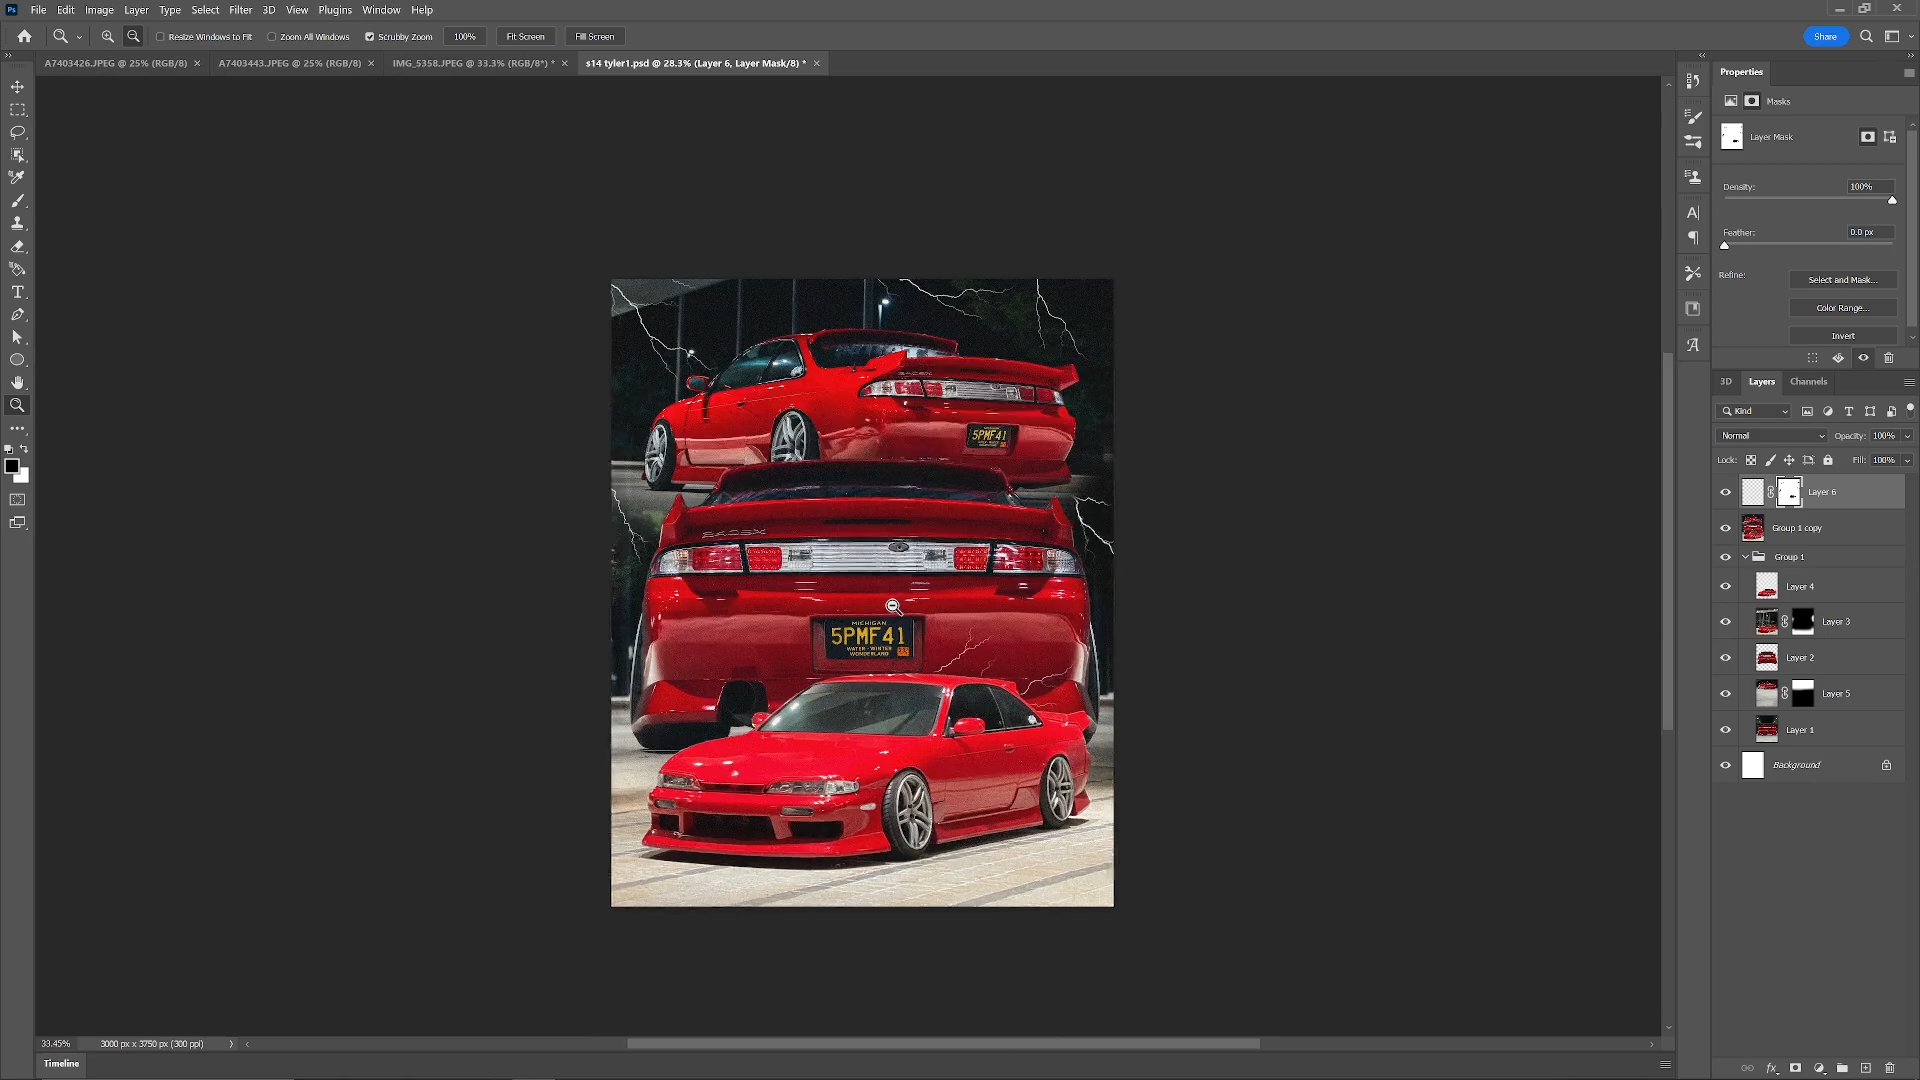 File Edit Image Layer Type Select Filter 3D View Plugins Window Help
Resize Windows to Fit Zoom All Windows Scrubby Zoom 100% Fit Screen Fill Screen Share
A7403426.JPEG @ 25% (RGB/8) A7403443.JPEG @ 25% (RGB/8) IMG_5358.JPEG @ 33.3% (RGB/8*) * s14 tyler1.psd @ 28.3% (Layer 6, Layer Mask/8) *
Properties
Masks
Layer Mask
Density: 100%
Feather: 0.0 px
Refine: Select and Mask...
Color Range...
Invert
3D Layers Channels
Kind
Normal Opacity: 100%
Lock: Fill: 100%
Layer 6
Group 1 copy
Group 1
Layer 4
Layer 3
Layer 2
Layer 5
Layer 1
Background
5PMF41
MICHIGAN
5PMF41
WATER-WINTER
WONDERLAND
33.45% 3000 px x 3750 px (300 ppi)
Timeline